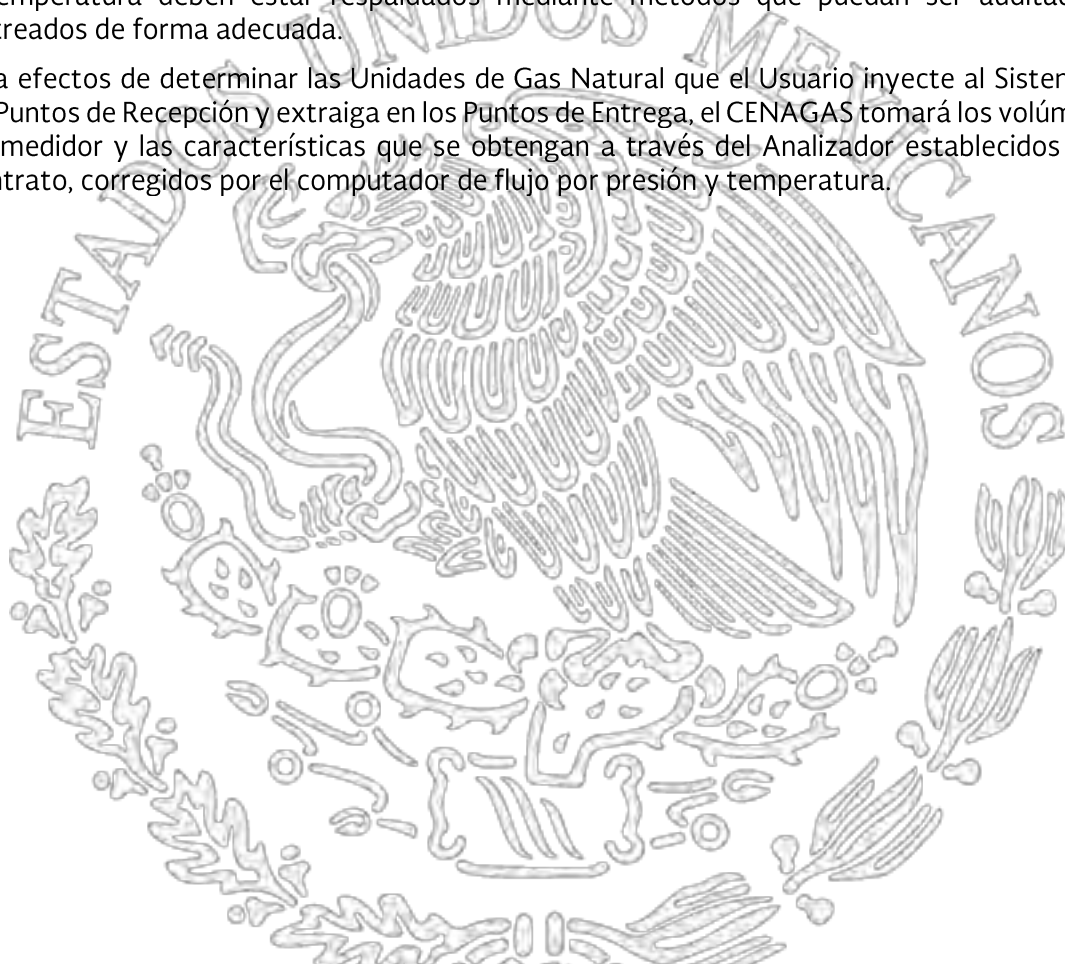 emperatura deben estar respaldados mediante métodos que puedan ser audita
treados de forma adecuada.
a efectos de determinar las Unidades de Gas Natural que el Usuario inyecte al Siste
Puntos de Recepción y extraiga en los Puntos de Entrega, el CENAGAS tomará los volúm
medidor y las características que se obtengan a través del Analizador establecidos
ntrato, corregidos por el computador de flujo por presión y temperatura.
ESTADOS UNIDOS MEXICANOS